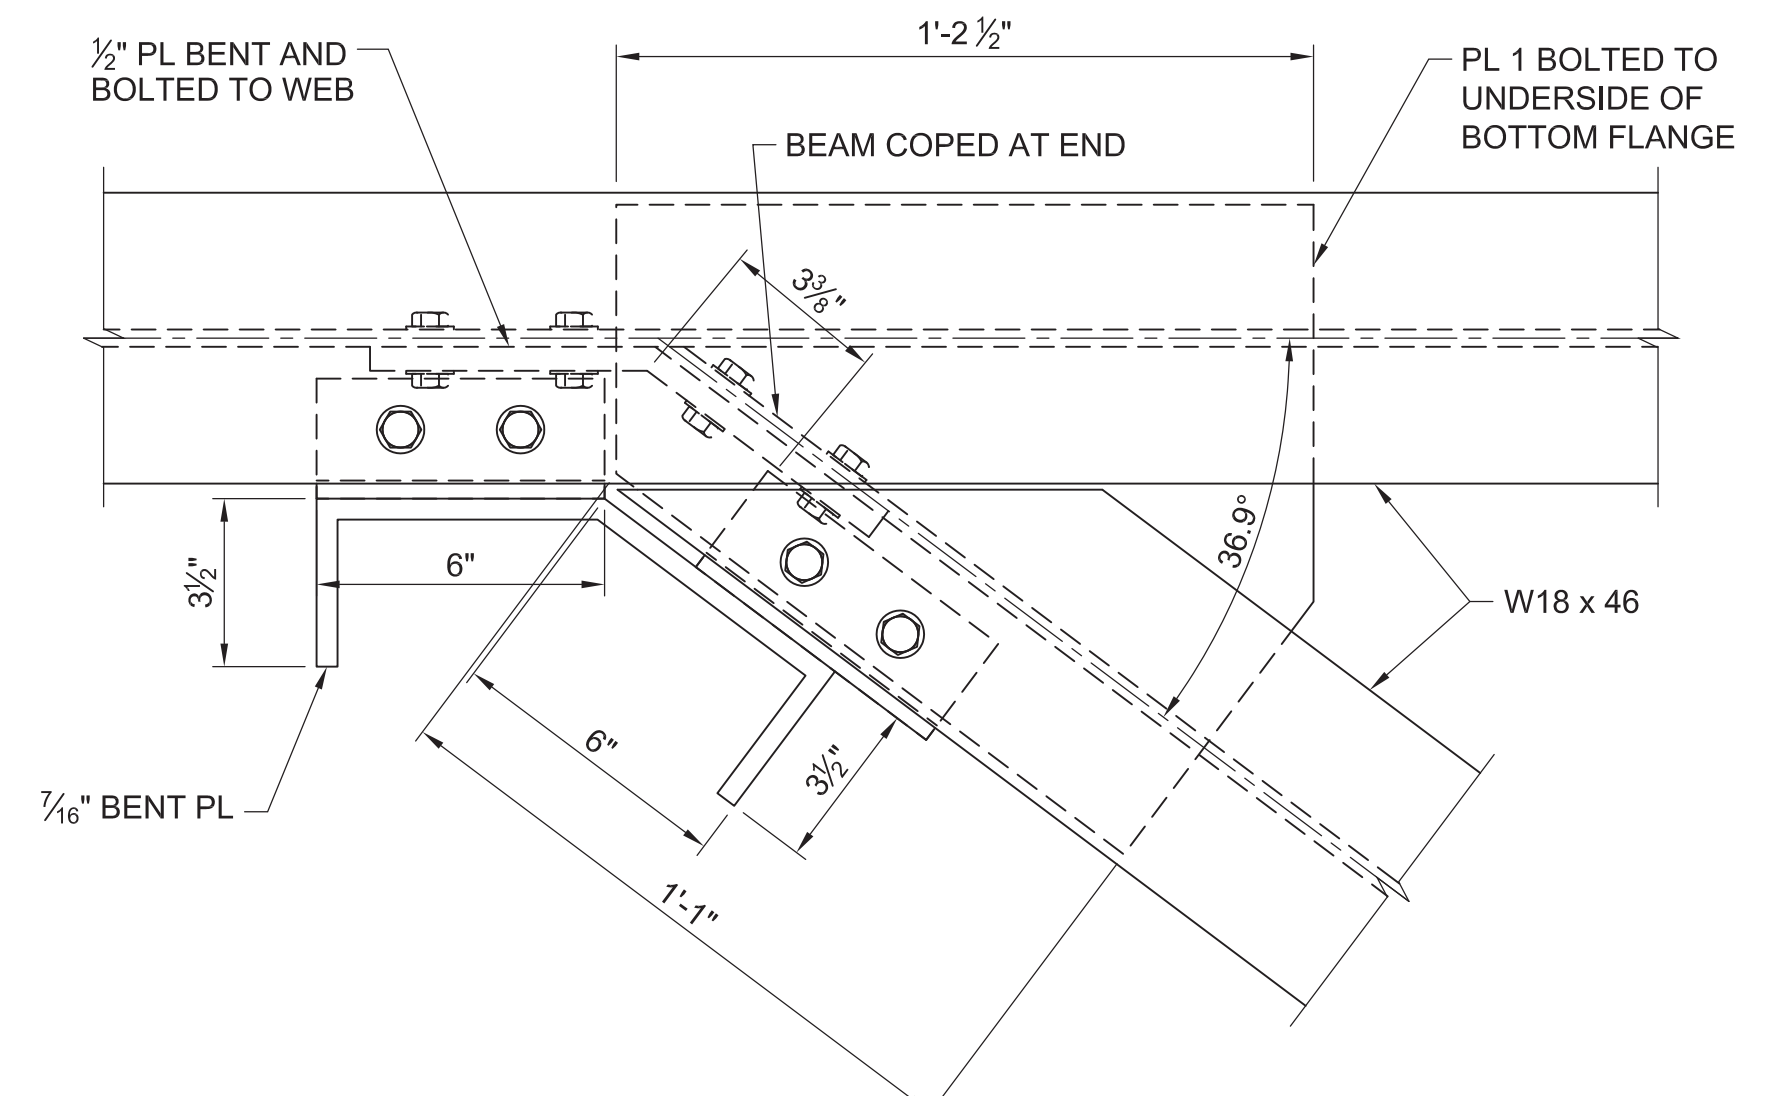 1'-2 ½"
½" PL BENT AND
BOLTED TO WEB
PL 1 BOLTED TO
UNDERSIDE OF
BOTTOM FLANGE
BEAM COPED AT END
3⅜"
36.9°
6"
3½"
W18 x 46
6"
3½"
7⁄16" BENT PL
1'-1"